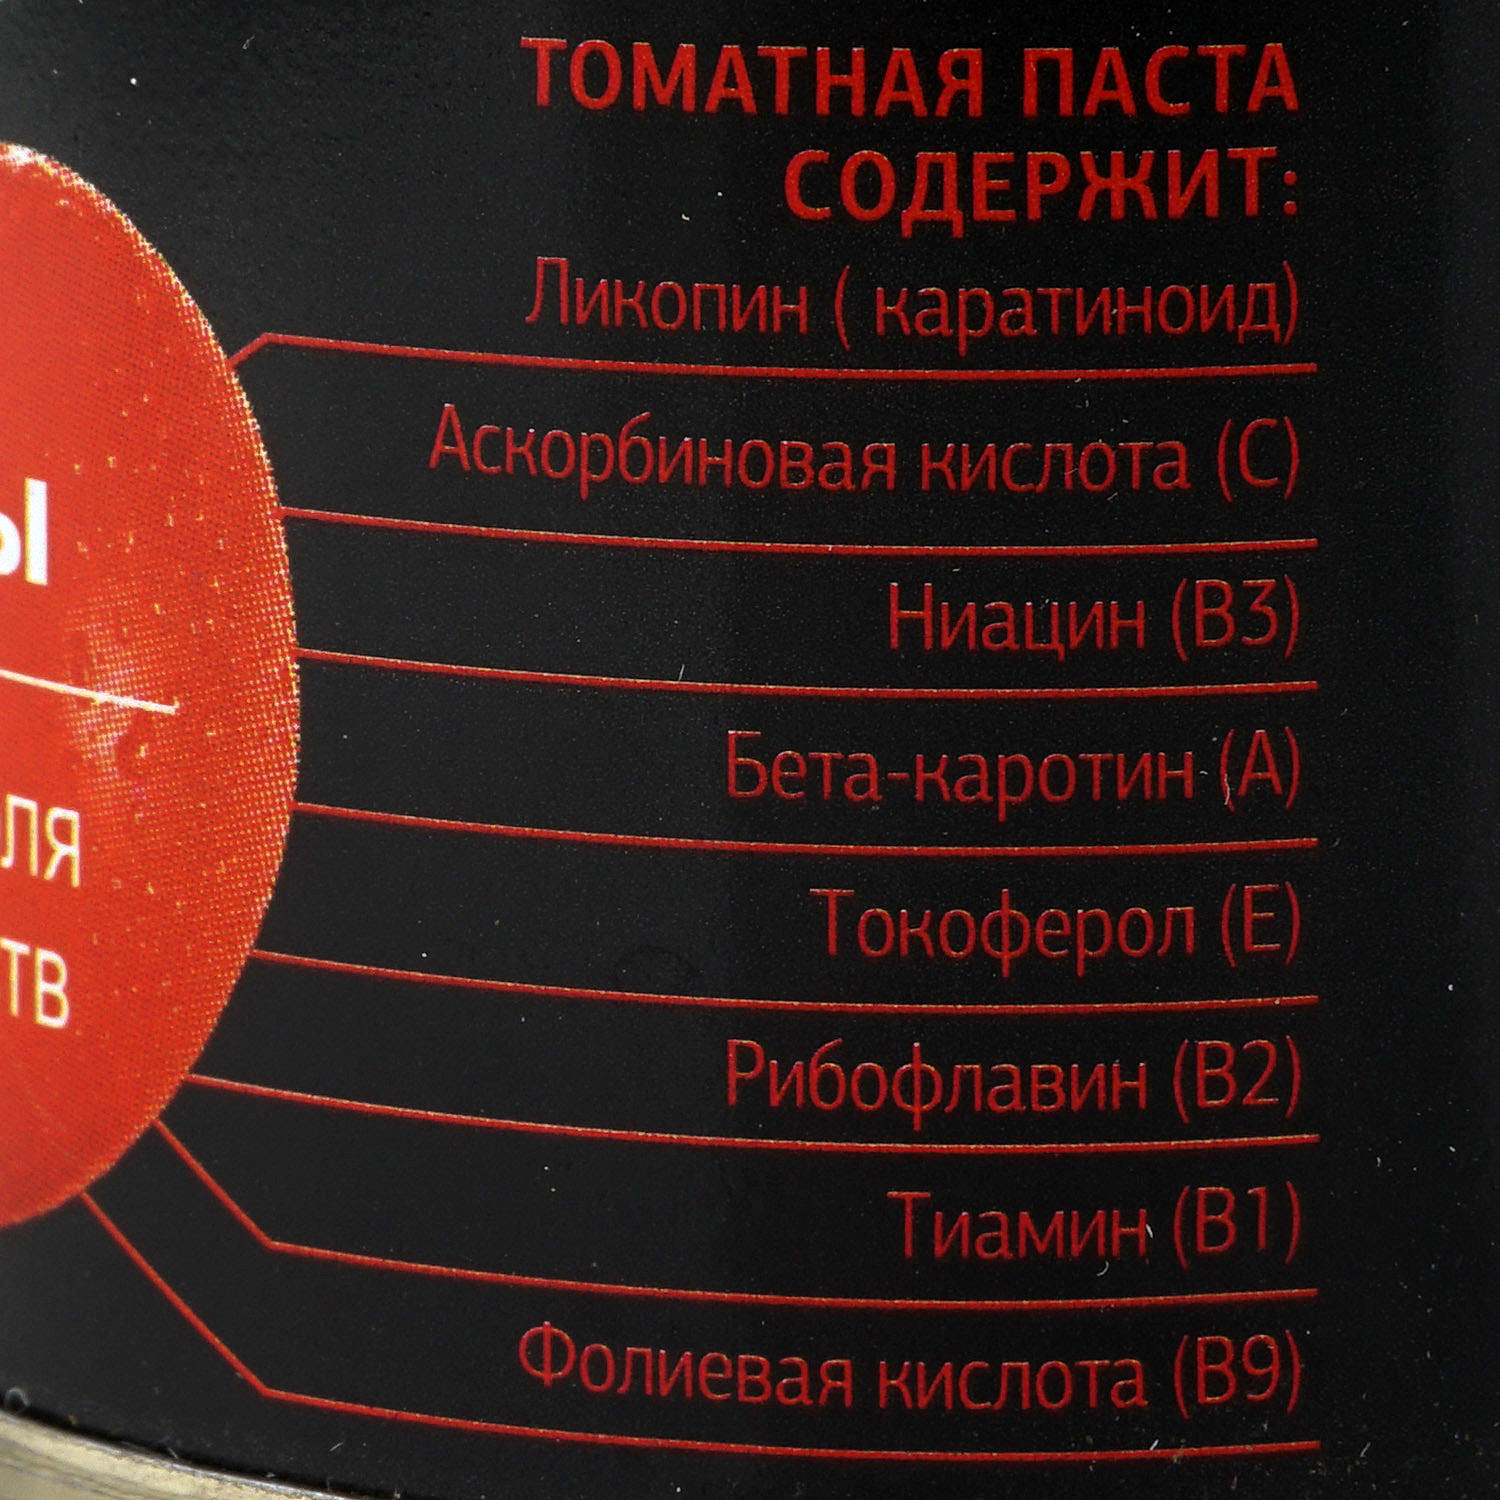 ТОМАТНАЯ ПАСТА
СОДЕРЖИТ:
Ликопин ( каратиноид)
Аскорбиновая кислота (С)
Ниацин (В3)
Бета-каротин (А)
Токоферол (Е)
Рибофлавин (В2)
Тиамин (В1)
Фолиевая кислота (В9)